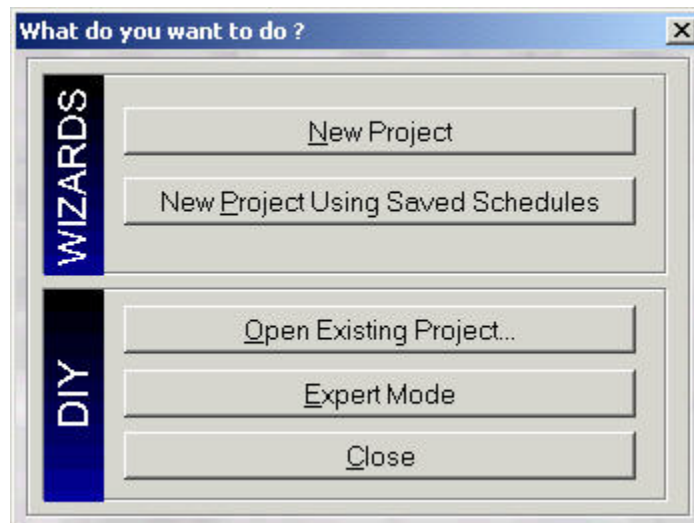 What do you want to do ?
WIZARDS
New Project
New Project Using Saved Schedules
DIY
Open Existing Project...
Expert Mode
Close